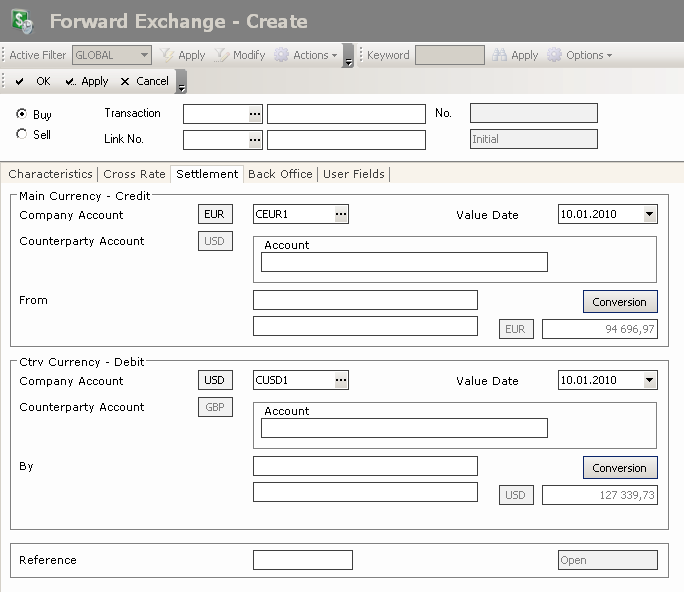 Forward Exchange - Create
Active Filter GLOBAL Apply Modify Actions Keyword Apply Options
OK Apply Cancel
Buy Transaction ... No.
Sell Link No. ... Initial
Characteristics Cross Rate Settlement Back Office User Fields
Main Currency - Credit
Company Account EUR CEUR1 ... Value Date 10.01.2010
Counterparty Account USD Account
From Conversion
EUR 94 696,97
Ctrv Currency - Debit
Company Account USD CUSD1 ... Value Date 10.01.2010
Counterparty Account GBP Account
By Conversion
USD 127 339,73
Reference Open